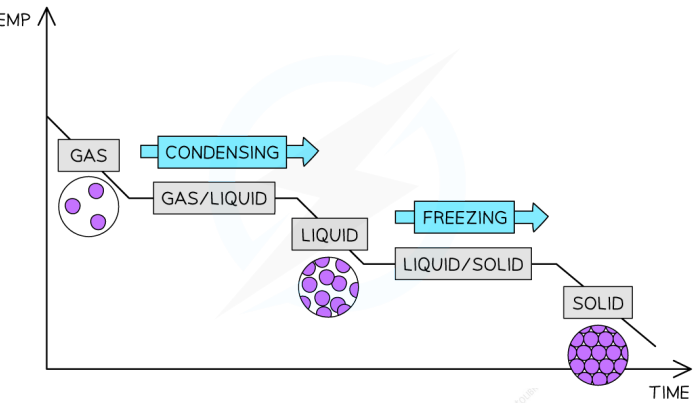 EMP
GAS
CONDENSING
GAS/LIQUID
LIQUID
FREEZING
LIQUID/SOLID
SOLID
TIME